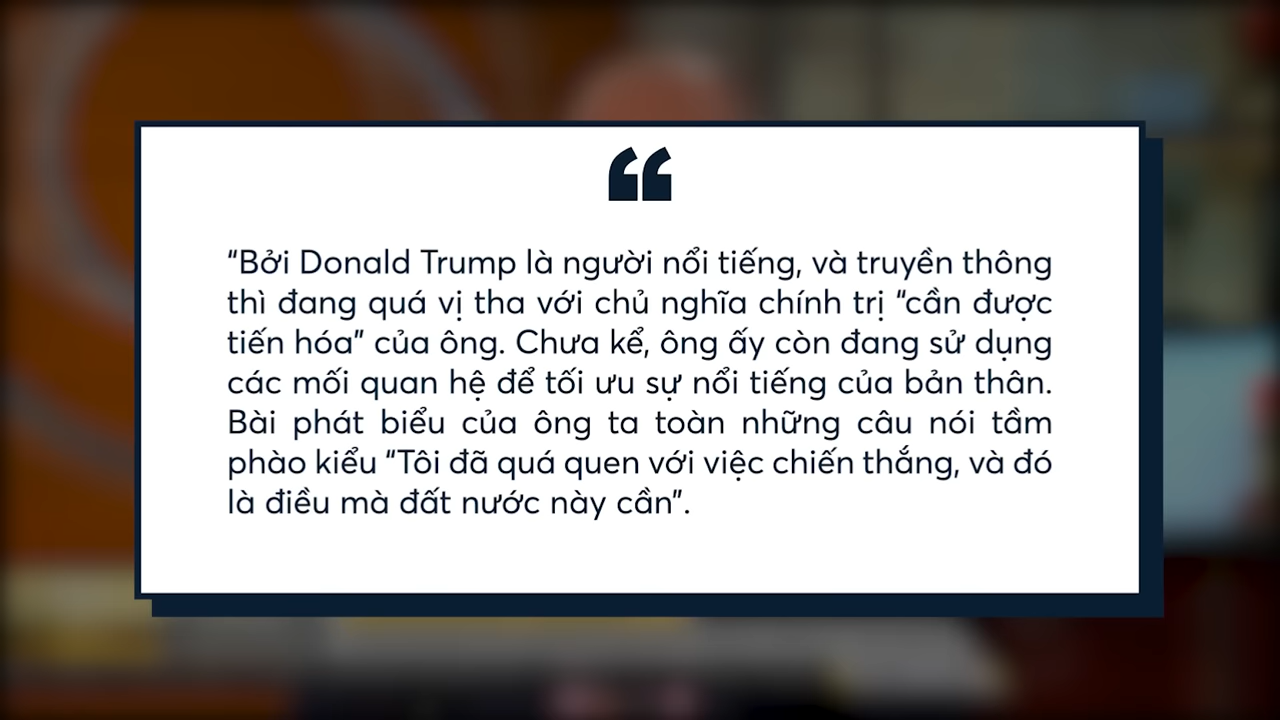 “
“Bởi Donald Trump là người nổi tiếng, và truyền thông
thì đang quá vị tha với chủ nghĩa chính trị “cần được
tiến hóa” của ông. Chưa kể, ông ấy còn đang sử dụng
các mối quan hệ để tối ưu sự nổi tiếng của bản thân.
Bài phát biểu của ông ta toàn những câu nói tầm
phào kiểu “Tôi đã quá quen với việc chiến thắng, và đó
là điều mà đất nước này cần”.